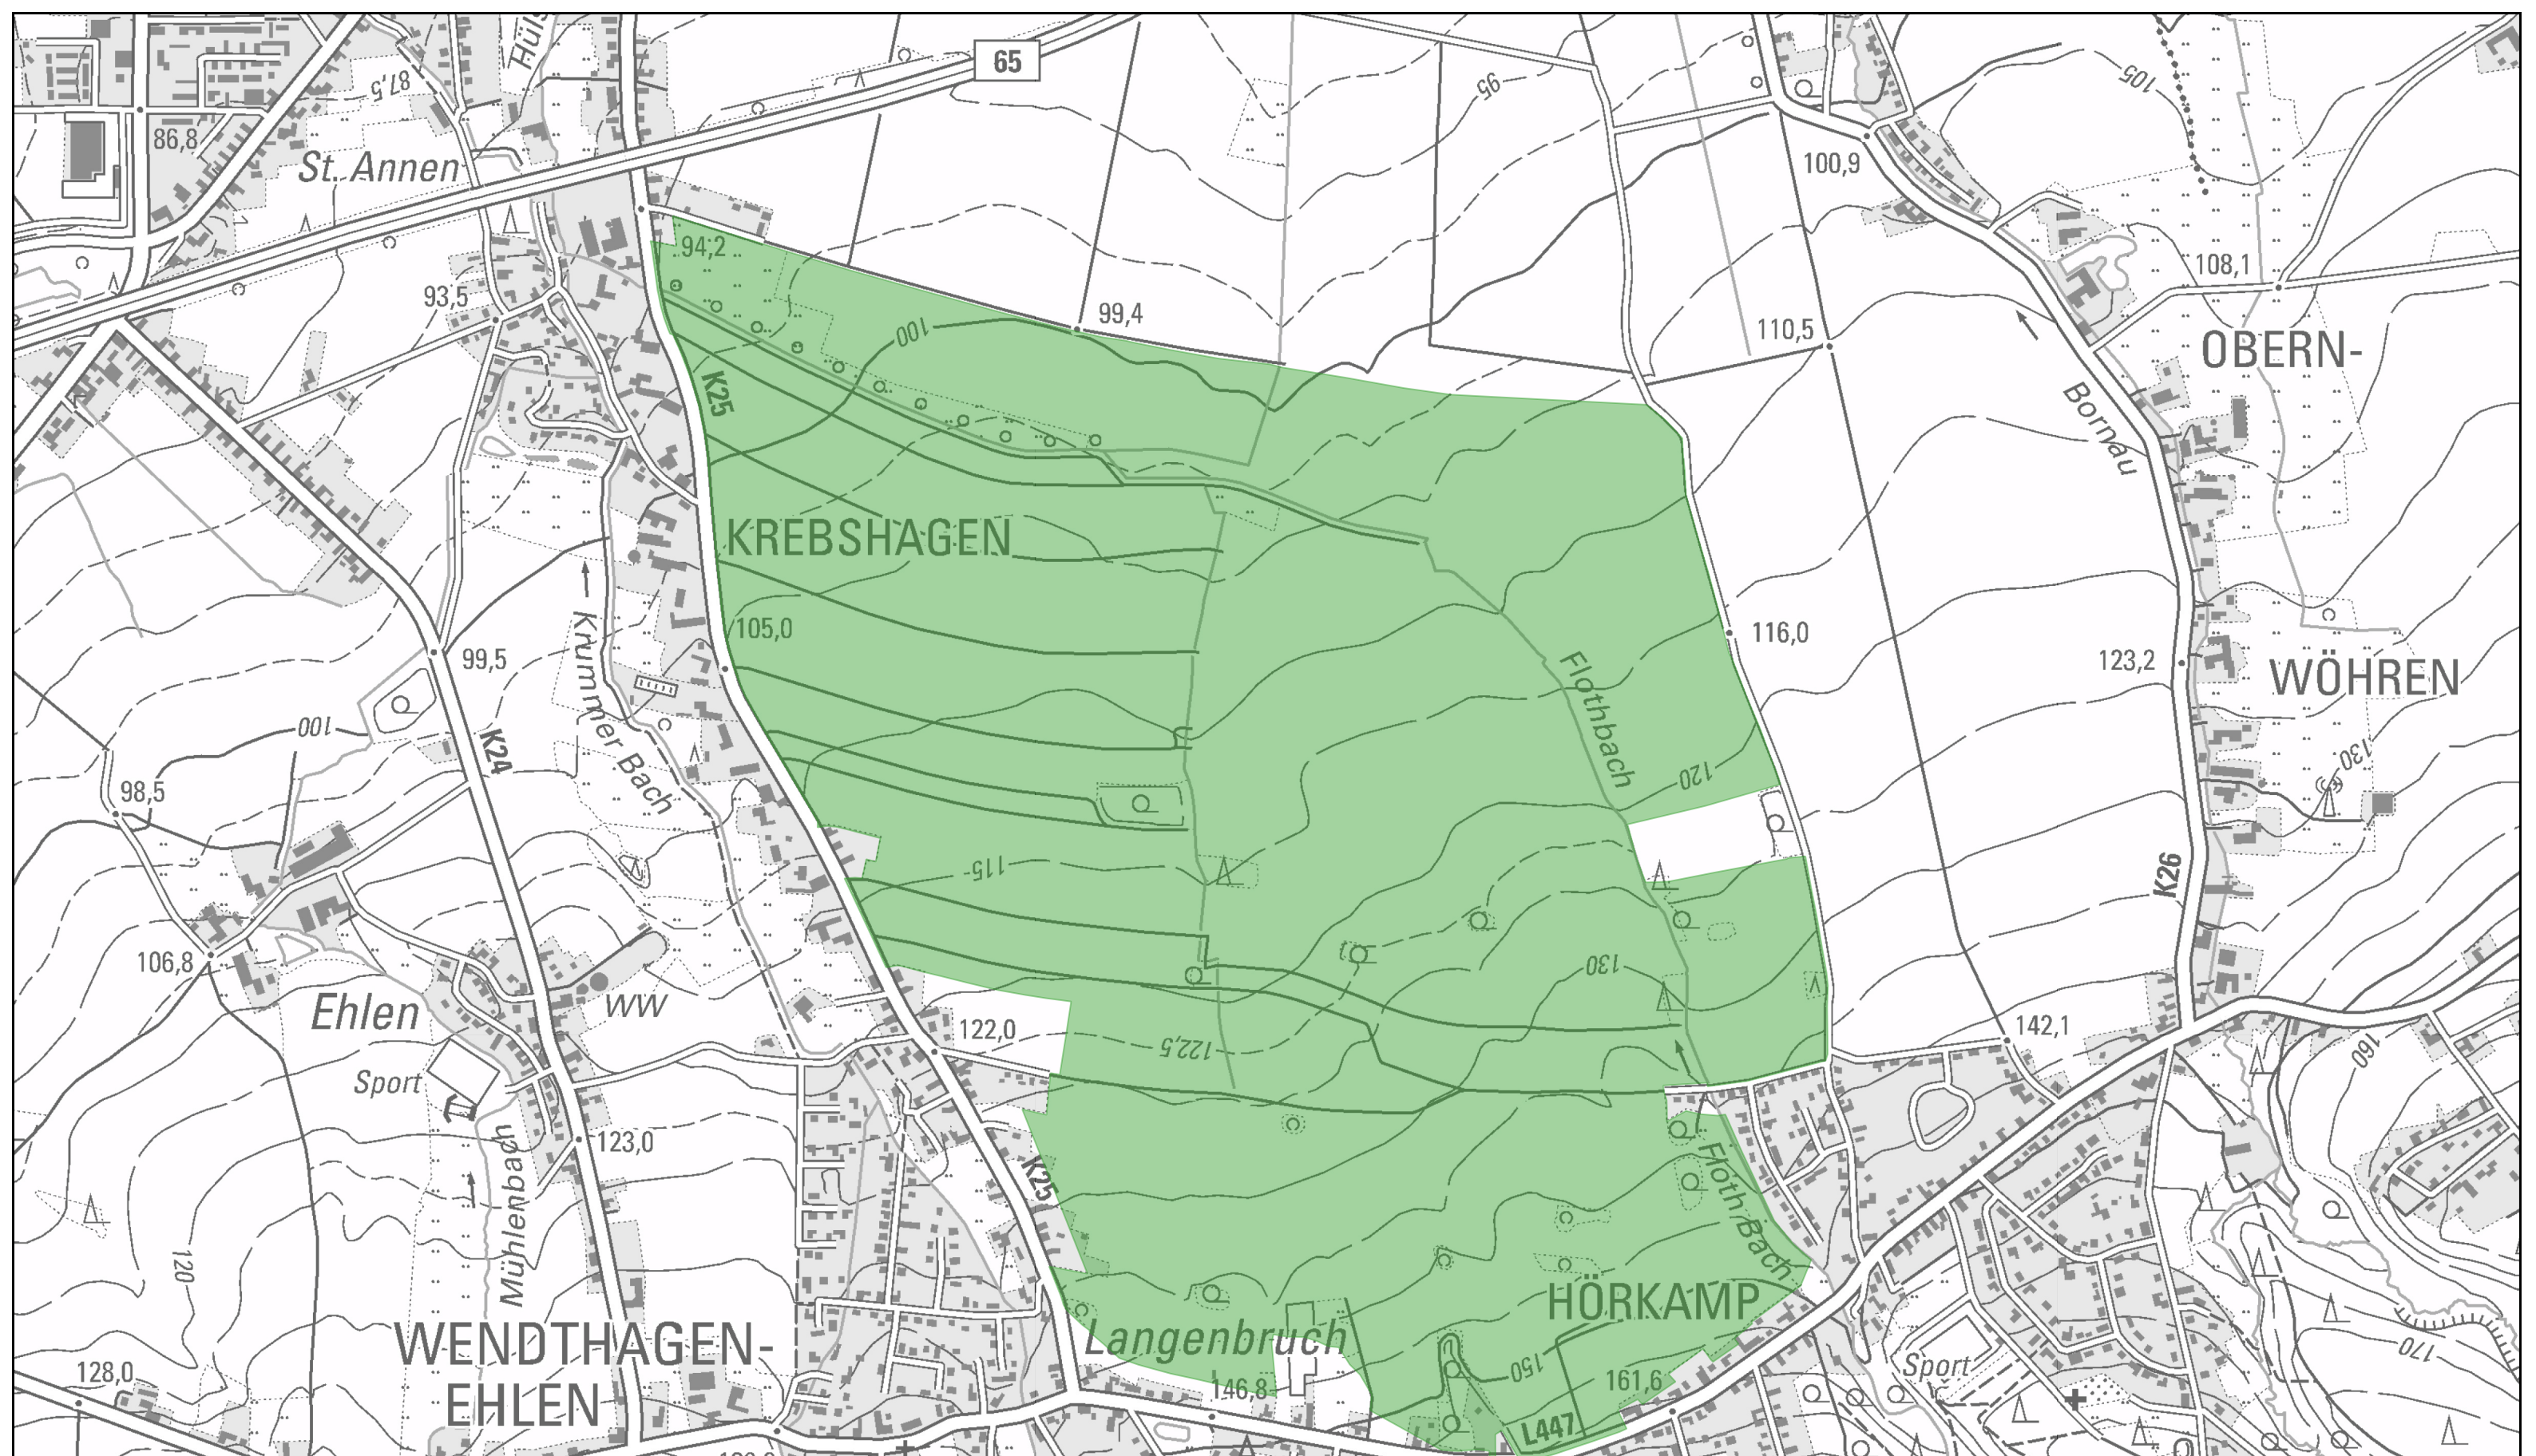 65
87,5
95
105
86,8
St. Annen
100,9
94,2
108,1
93,5
99,4
110,5
OBERN-
100
K25
Bornau
KREBSHAGEN
105,0
116,0
99,5
Krummer Bach
Flothbach
123,2
WÖHREN
100
K24
120
130
98,5
115
K26
106,8
130
Ehlen
WW
122,0
122,5
142,1
160
Sport
123,0
Mühlenbach
K25
Floth Bach
120
HÖRKAMP
WENDTHAGEN-
EHLEN
Langenbruch
128,0
146,8
150
161,6
Sport
170
L447